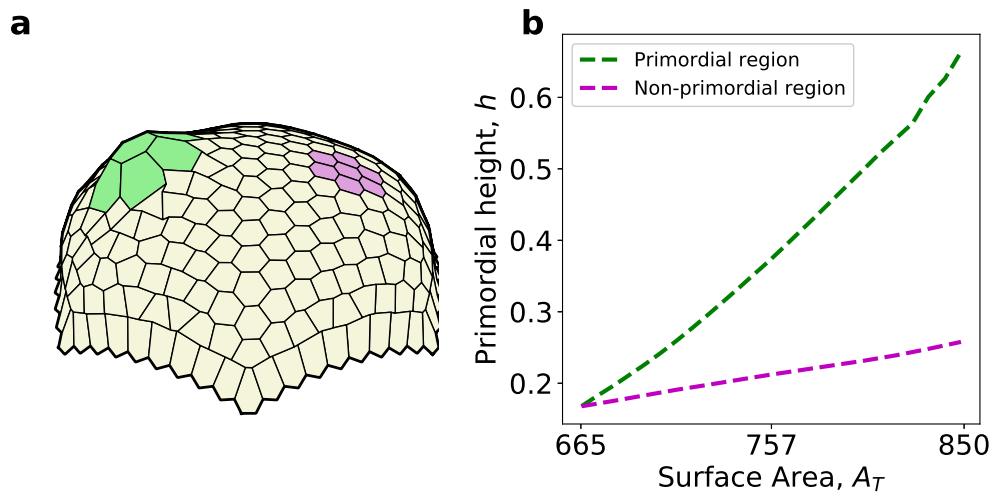 a
b
Primordial region
Non-primordial region
Primordial height, h
0.6
0.5
0.4
0.3
0.2
665
757
850
Surface Area, A_T